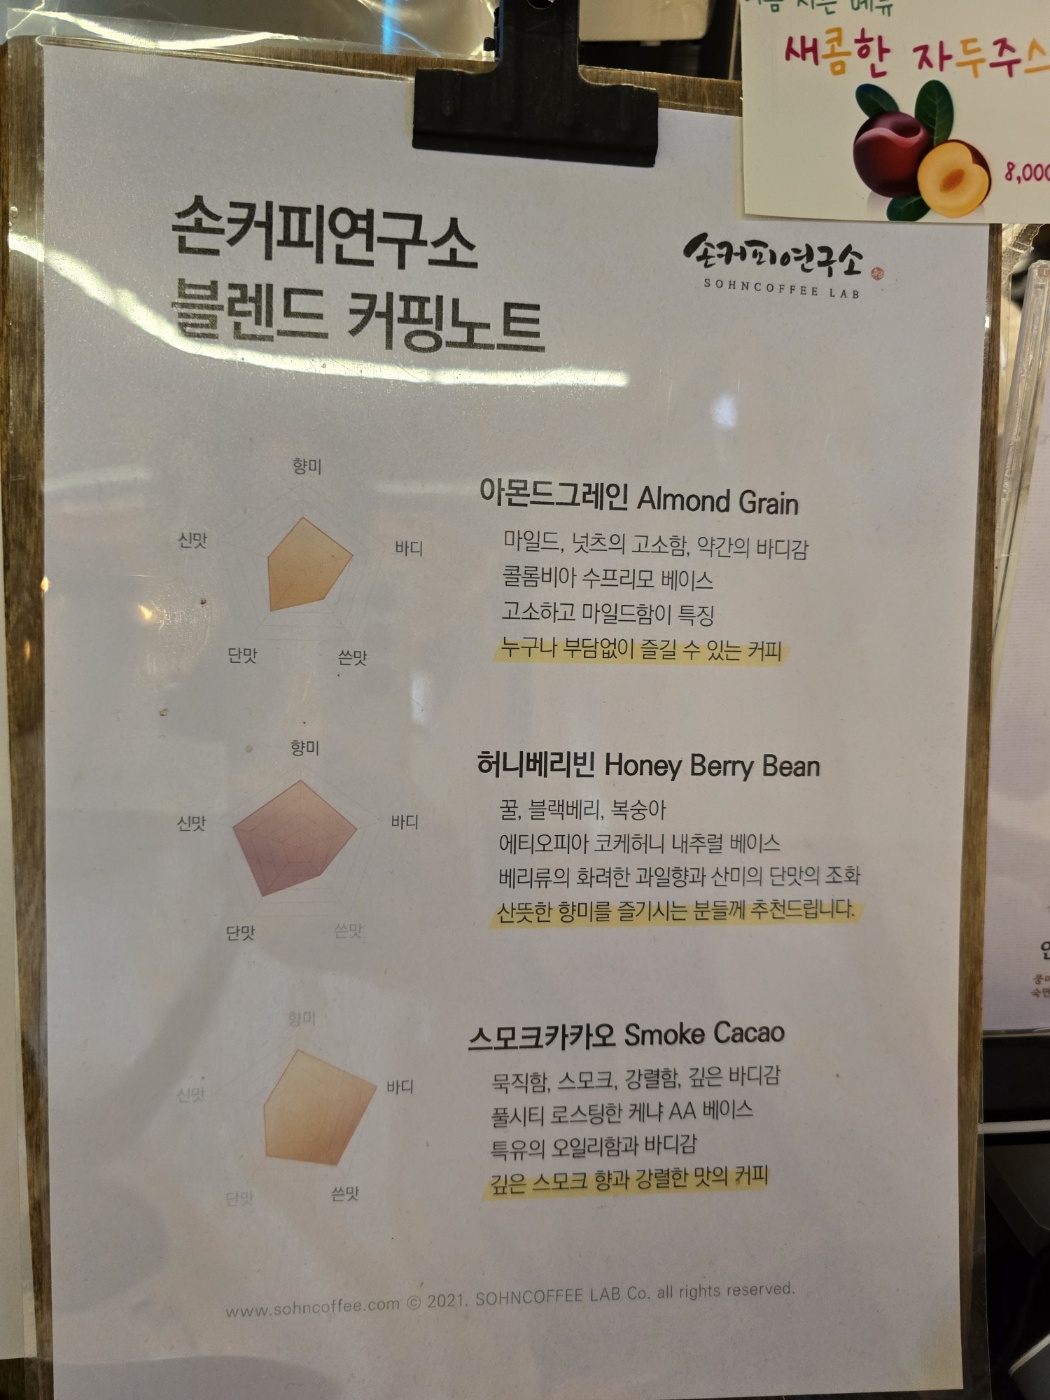 새콤한 자두주스
8,000
손커피연구소
블렌드 커핑노트
손커피연구소
SOHNCOFFEE LAB
향미
신맛
바디
단맛
쓴맛
아몬드그레인 Almond Grain
마일드, 넛츠의 고소함, 약간의 바디감
콜롬비아 수프리모 베이스
고소하고 마일드함이 특징
누구나 부담없이 즐길 수 있는 커피
향미
신맛
바디
단맛
쓴맛
허니베리빈 Honey Berry Bean
꿀, 블랙베리, 복숭아
에티오피아 코케허니 내추럴 베이스
베리류의 화려한 과일향과 산미의 단맛의 조화
산뜻한 향미를 즐기시는 분들께 추천드립니다.
향미
신맛
바디
단맛
쓴맛
스모크카카오 Smoke Cacao
묵직함, 스모크, 강렬함, 깊은 바디감
풀시티 로스팅한 케냐 AA 베이스
특유의 오일리함과 바디감
깊은 스모크 향과 강렬한 맛의 커피
www.sohncoffee.com © 2021. SOHNCOFFEE LAB Co. all rights reserved.